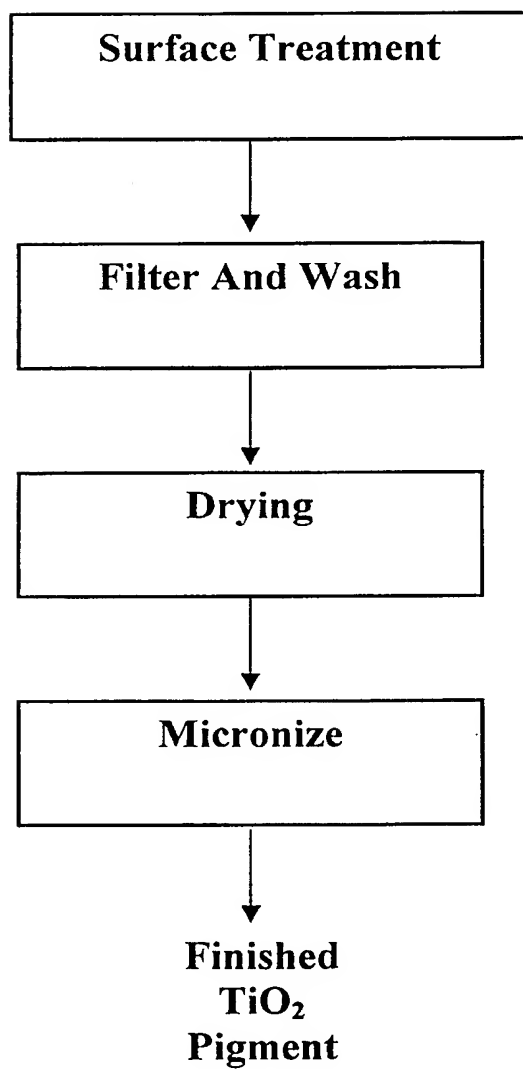 Surface Treatment
Filter And Wash
Drying
Micronize
Finished
TiO₂
Pigment